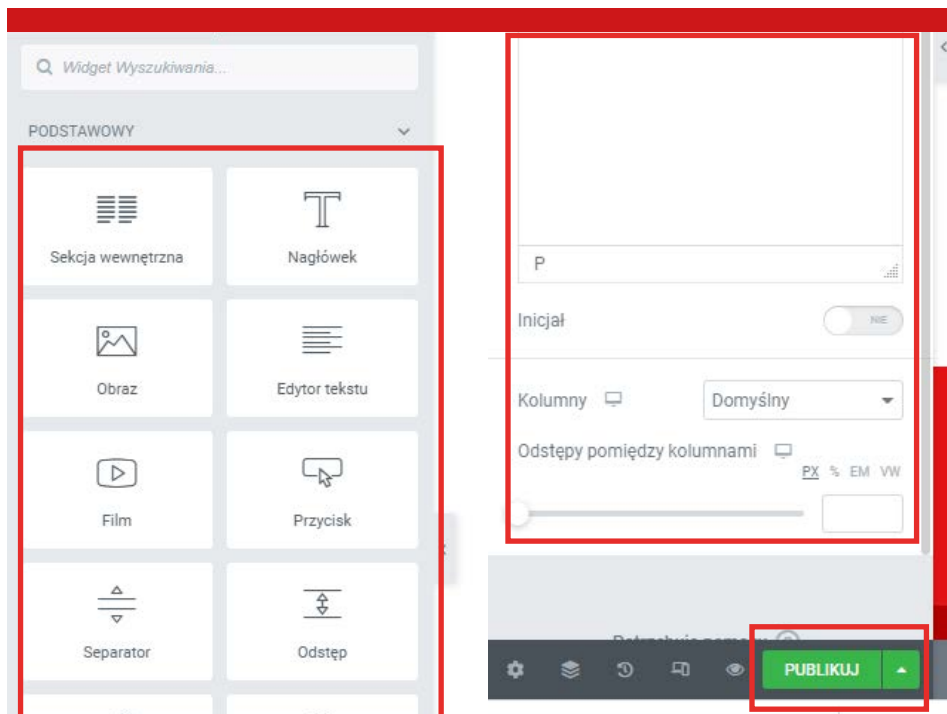 Widget Wyszukiwania...
PODSTAWOWY
Sekcja wewnętrzna
Nagłówek
Obraz
Edytor tekstu
Film
Przycisk
Separator
Odstęp
P
Inicjał
NIE
Kolumny
Domyślny
Odstępy pomiędzy kolumnami
PX % EM VW
PUBLIKUJ